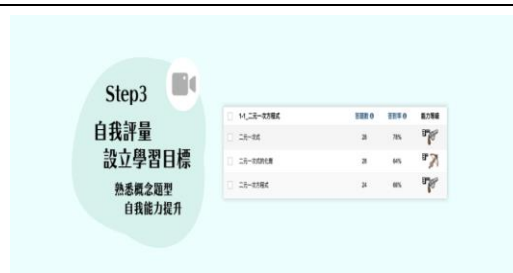 Step3
自我評量
設立學習目標
熟悉概念題型
自我能力提升
1-1_二元一次方程式 答題數 答對率 能力等級
二元一次式 28 78%
二元一次式的化簡 28 64%
二元一次方程式 24 66%